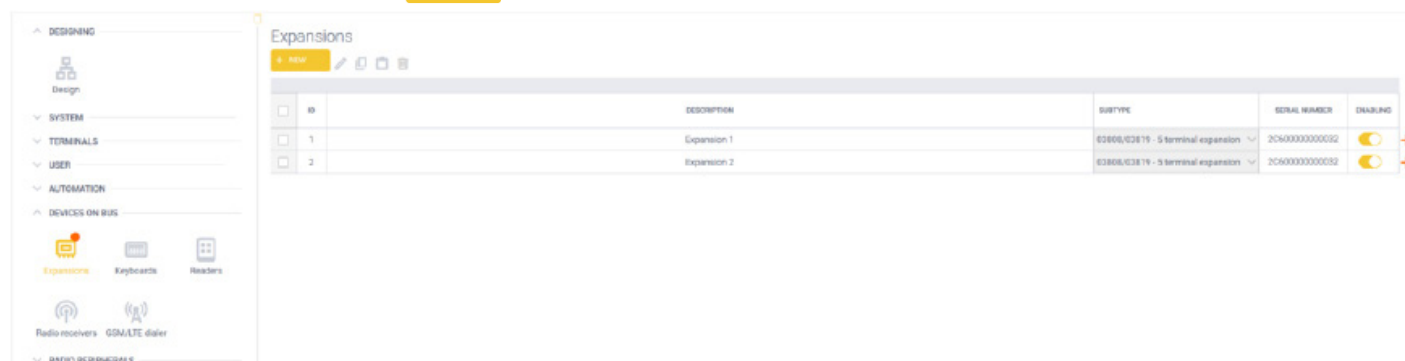 DESIGNING
Design
SYSTEM
TERMINALS
USER
AUTOMATION
DEVICES ON BUS
Expansions Keyboards Readers
Radio receivers GSM/LTE dialer
RADIO PERIPHERALS
Expansions
+ NEW
ID DESCRIPTION SUBTYPE SERIAL NUMBER ENABLING
1 Expansion 1 03808/03819 - 5 terminal expansion 2C600000000032
2 Expansion 2 03808/03819 - 5 terminal expansion 2C600000000032